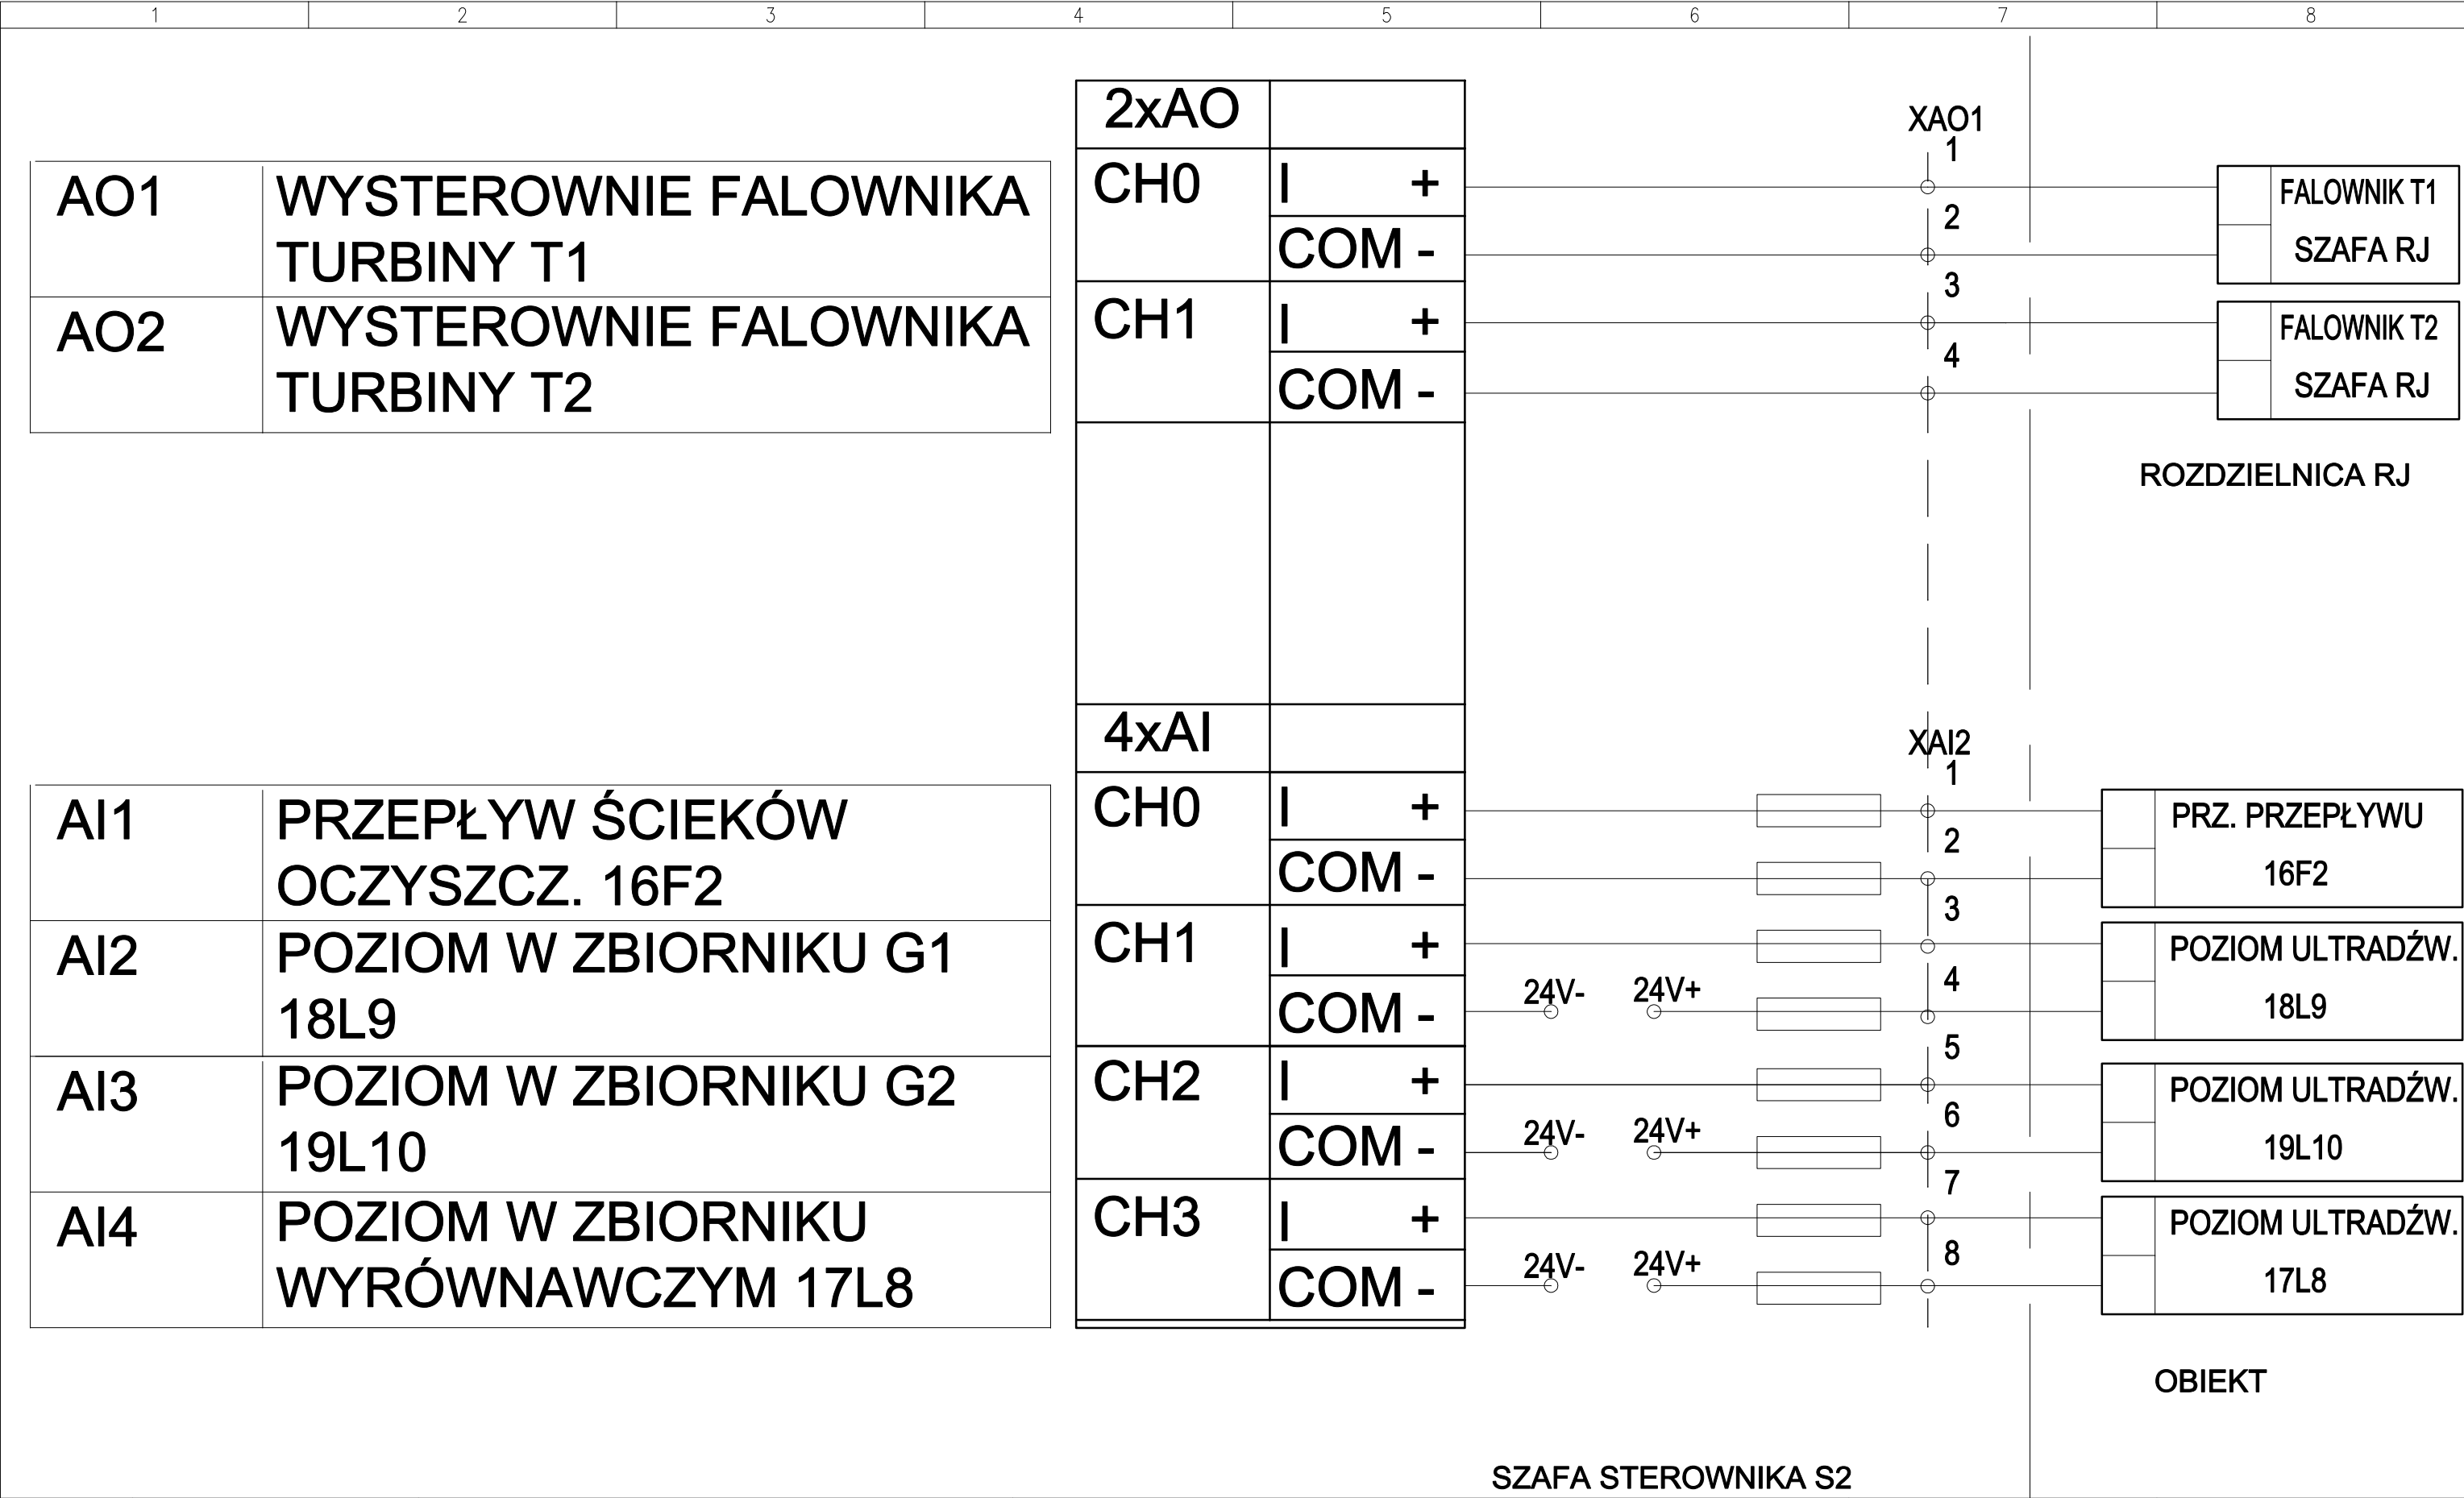 1 2 3 4 5 6 7 8
2xAO
XAO1
1
AO1 WYSTEROWNIE FALOWNIKA CH0 I + FALOWNIK T1
2
TURBINY T1 COM - SZAFA RJ
3
AO2 WYSTEROWNIE FALOWNIKA CH1 I + FALOWNIK T2
4
TURBINY T2 COM - SZAFA RJ
ROZDZIELNICA RJ
4xAI
XAI2
1
AI1 PRZEPŁYW ŚCIEKÓW CH0 I + PRZ. PRZEPŁYWU
2
OCZYSZCZ. 16F2 COM - 16F2
3
AI2 POZIOM W ZBIORNIKU G1 CH1 I + POZIOM ULTRADŹW.
4
18L9 COM - 24V- 24V+ 18L9
5
AI3 POZIOM W ZBIORNIKU G2 CH2 I + POZIOM ULTRADŹW.
6
19L10 COM - 24V- 24V+ 19L10
7
AI4 POZIOM W ZBIORNIKU CH3 I + POZIOM ULTRADŹW.
8
WYRÓWNAWCZYM 17L8 COM - 24V- 24V+ 17L8
OBIEKT
SZAFA STEROWNIKA S2